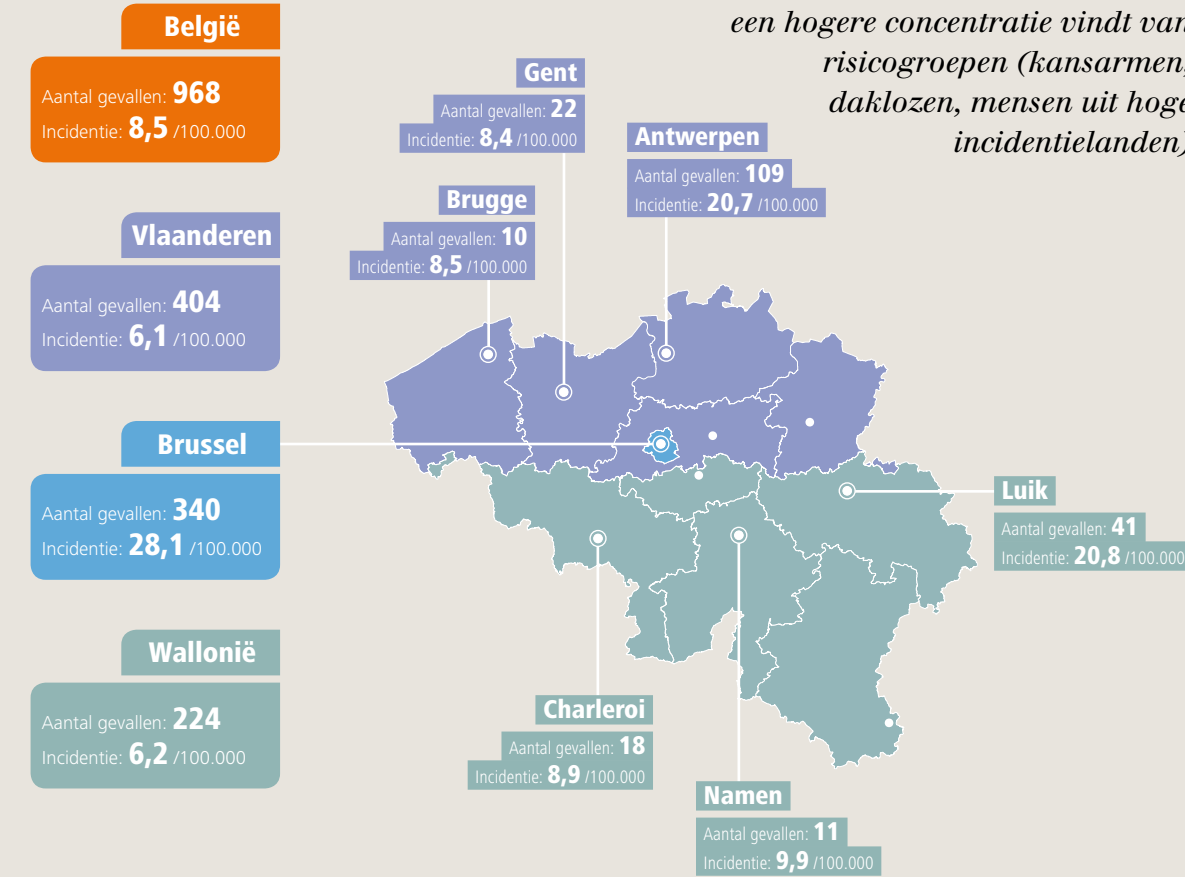 België
Aantal gevallen: 968
Incidentie: 8,5 /100.000
Vlaanderen
Aantal gevallen: 404
Incidentie: 6,1 /100.000
Brussel
Aantal gevallen: 340
Incidentie: 28,1 /100.000
Wallonië
Aantal gevallen: 224
Incidentie: 6,2 /100.000
een hogere concentratie vindt van
risicogroepen (kansarmen,
daklozen, mensen uit hoge
incidentielanden)
Gent
Aantal gevallen: 22
Incidentie: 8,4 /100.000
Antwerpen
Aantal gevallen: 109
Incidentie: 20,7 /100.000
Brugge
Aantal gevallen: 10
Incidentie: 8,5 /100.000
Luik
Aantal gevallen: 41
Incidentie: 20,8 /100.000
Charleroi
Aantal gevallen: 18
Incidentie: 8,9 /100.000
Namen
Aantal gevallen: 11
Incidentie: 9,9 /100.000